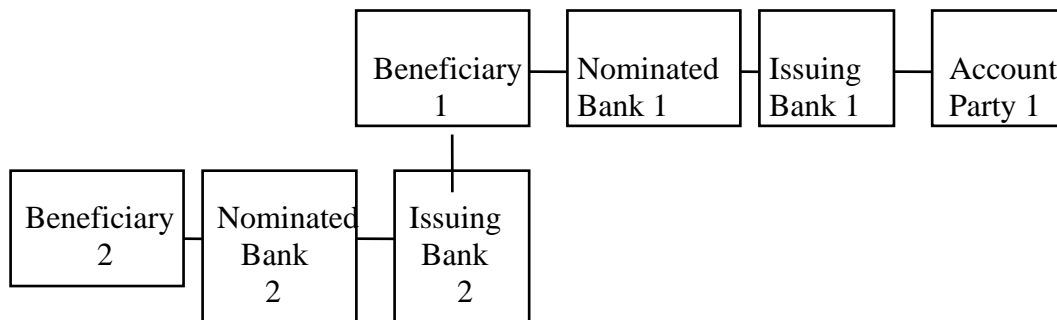 Beneficiary
1
Nominated
Bank 1
Issuing
Bank 1
Account
Party 1
Beneficiary
2
Nominated
Bank
2
Issuing
Bank
2